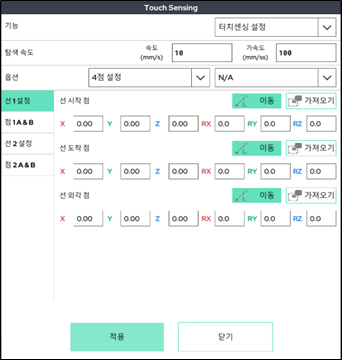 Touch Sensing
기능 터치센싱 설정
탐색 속도 속도 (mm/s) 10 가속도 (mm/ss) 100
옵션 4점 설정 N/A
선 1 설정
점 1 A & B
선 2 설정
점 2 A & B
선 시작 점 이동 가져오기
X 0.00 Y 0.00 Z 0.00 RX 0.0 RY 0.0 RZ 0.0
선 도착 점 이동 가져오기
X 0.00 Y 0.00 Z 0.00 RX 0.0 RY 0.0 RZ 0.0
선 외각 점 이동 가져오기
X 0.00 Y 0.00 Z 0.00 RX 0.0 RY 0.0 RZ 0.0
적용 닫기